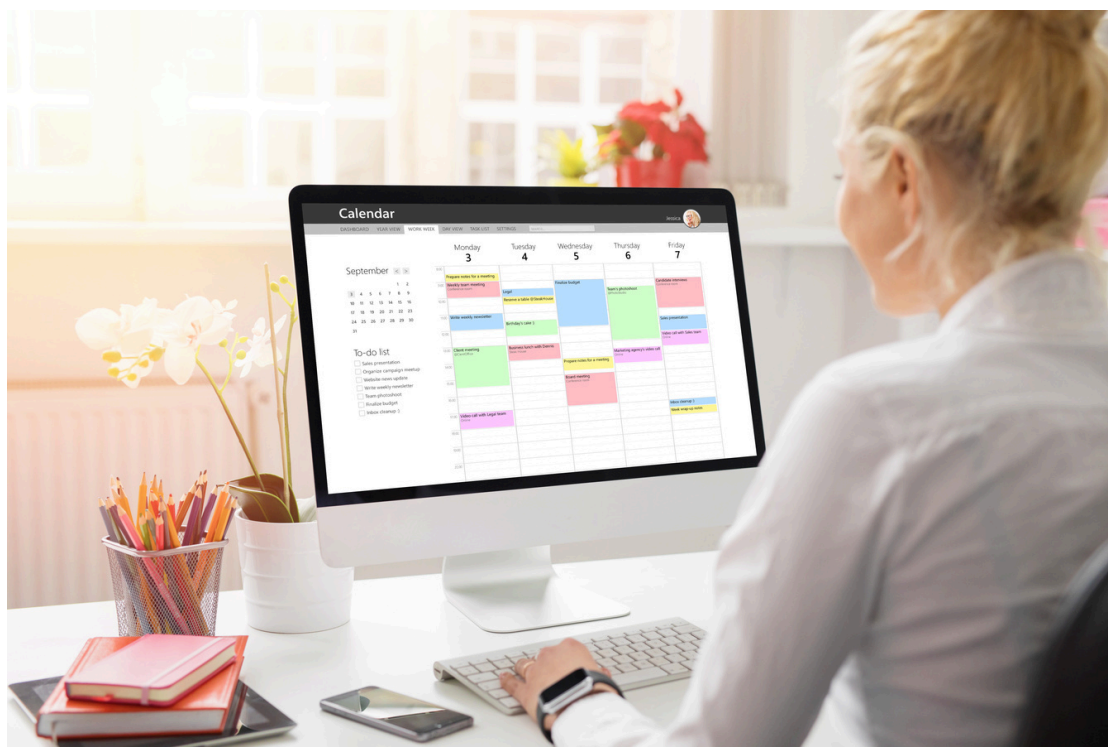 Calendar
Jessica
DASHBOARD YEAR VIEW WORK WEEK DAY VIEW TASK LIST SETTINGS
Monday Tuesday Wednesday Thursday Friday
3 4 5 6 7
September < >
1 2
3 4 5 6 7 8 9
10 11 12 13 14 15 16
17 18 19 20 21 22 23
24 25 26 27 28 29 30
31
To-do list
Sales presentation
Organize campaign meetup
Website news update
Write weekly newsletter
Team photoshoot
Finalize budget
Inbox cleanup :)
Prepare notes for a meeting
Weekly team meeting
Write weekly newsletter
Client meeting
Video call with Legal team
Legal
Reserve a table
Birthday's cake :)
Business lunch with
Finalize budget
Prepare notes for a meeting
Board meeting
Team's photoshoot
Marketing agency's video call
Candidate interview
Sales presentation
Video call with Sales team
Inbox cleanup :)
Week wrap-up notes